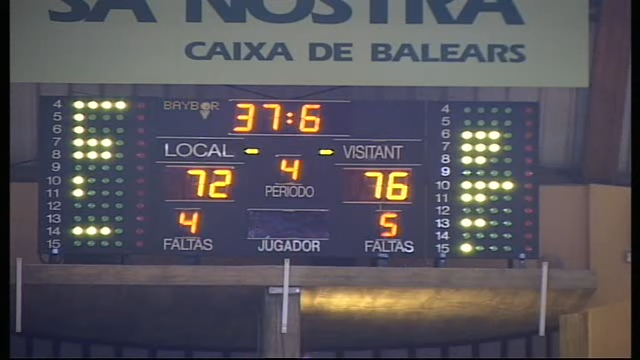 SA NOSTRA
CAIXA DE BALEARS
BAYBOR
37:6
LOCAL VISITANT
4
PERIODO
72 76
4 5
FALTAS JUGADOR FALTAS
4 4
5 5
6 6
7 7
8 8
9 9
10 10
11 11
12 12
13 13
14 14
15 15